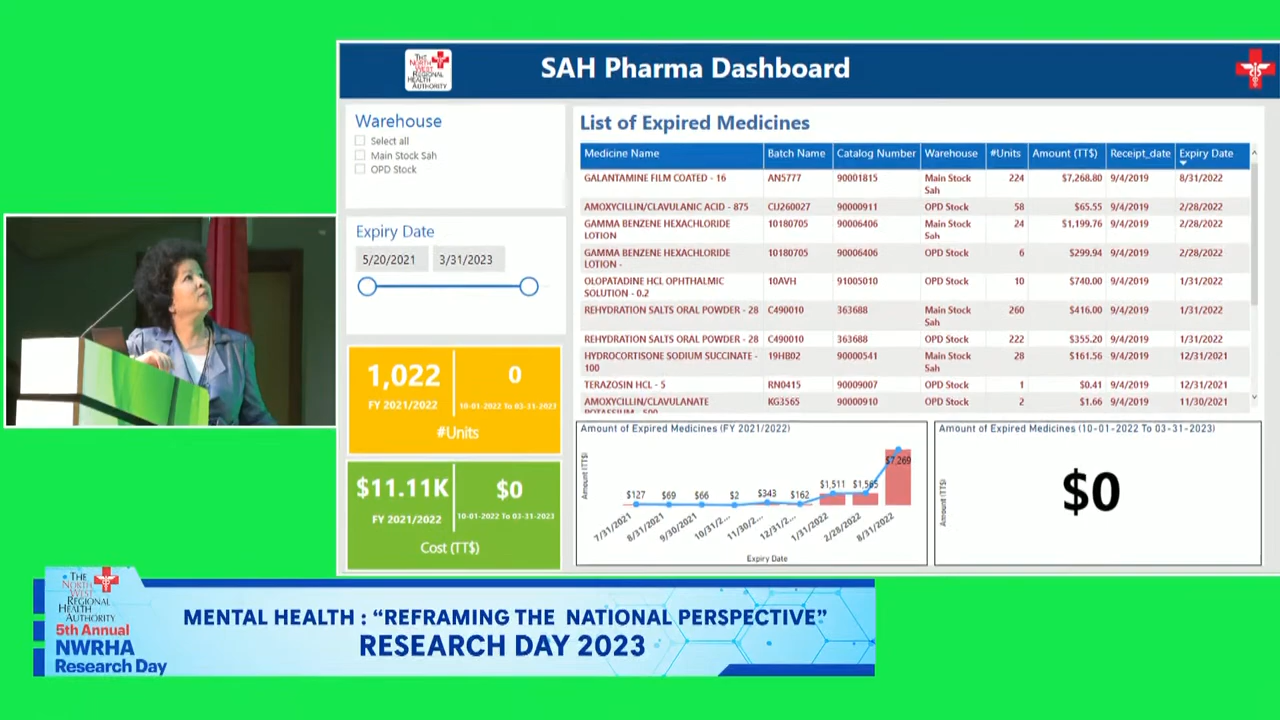 THE
NORTH
WEST
REGIONAL
HEALTH
AUTHORITY
SAH Pharma Dashboard
Warehouse
Select all
Main Stock Sah
OPD Stock
Expiry Date
5/20/2021 3/31/2023
1,022 0
FY 2021/2022 10-01-2022 To 03-31-2023
#Units
$11.11K $0
FY 2021/2022 10-01-2022 To 03-31-2023
Cost (TT$)
List of Expired Medicines
Medicine Name Batch Name Catalog Number Warehouse #Units Amount (TT$) Receipt_date Expiry Date
GALANTAMINE FILM COATED - 16 AN5777 90001815 Main Stock Sah 224 $7,268.80 9/4/2019 8/31/2022
AMOXYCILLIN/CLAVULANIC ACID - 875 CU260027 90000911 OPD Stock 58 $65.55 9/4/2019 2/28/2022
GAMMA BENZENE HEXACHLORIDE LOTION 10180705 90006406 Main Stock Sah 24 $1,199.76 9/4/2019 2/28/2022
GAMMA BENZENE HEXACHLORIDE LOTION - 10180705 90006406 OPD Stock 6 $299.94 9/4/2019 2/28/2022
OLOPATADINE HCL OPHTHALMIC SOLUTION - 0.2 10AVH 91005010 OPD Stock 10 $740.00 9/4/2019 1/31/2022
REHYDRATION SALTS ORAL POWDER - 28 C490010 363688 Main Stock Sah 260 $416.00 9/4/2019 1/31/2022
REHYDRATION SALTS ORAL POWDER - 28 C490010 363688 OPD Stock 222 $355.20 9/4/2019 1/31/2022
HYDROCORTISONE SODIUM SUCCINATE - 100 19HB02 90000541 Main Stock Sah 28 $161.56 9/4/2019 12/31/2021
TERAZOSIN HCL - 5 RN0415 90009007 OPD Stock 1 $0.41 9/4/2019 12/31/2021
AMOXYCILLIN/CLAVULANATE POTASSIUM - 500 KG3565 90000910 OPD Stock 2 $1.66 9/4/2019 11/30/2021
Amount of Expired Medicines (FY 2021/2022)
Amount (TT$)
$127 $69 $66 $2 $343 $162 $1,511 $1,565 $7,269
7/31/2021 8/31/2021 9/30/2021 10/31/2... 11/30/2... 12/31/2... 1/31/2022 2/28/2022 8/31/2022
Expiry Date
Amount of Expired Medicines (10-01-2022 To 03-31-2023)
Amount (TT$)
$0
THE
NORTH
WEST
REGIONAL
HEALTH
AUTHORITY
5th Annual
NWRHA
Research Day
MENTAL HEALTH : “REFRAMING THE NATIONAL PERSPECTIVE”
RESEARCH DAY 2023